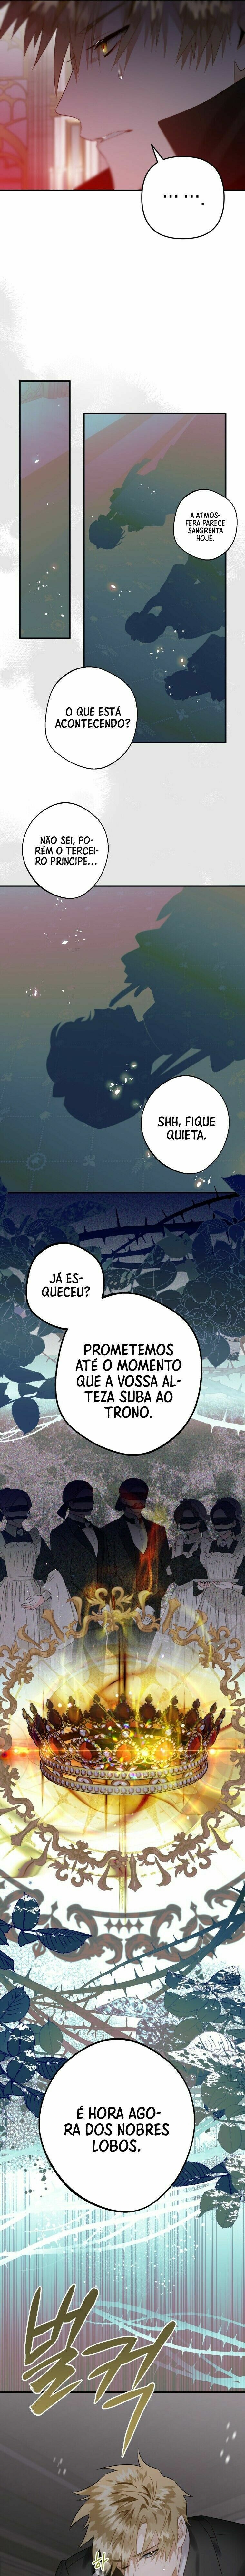 ... ....
A ATMOS-
FERA PARECE
SANGRENTA
HOJE.
O QUE ESTÁ
ACONTECENDO?
NÃO SEI, PO-
RÉM O TERCEI-
RO PRÍNCIPE...
SHH, FIQUE
QUIETA.
JÁ ES-
QUECEU?
PROMETEMOS
ATÉ O MOMENTO
QUE A VOSSA AL-
TEZA SUBA AO
TRONO.
É HORA AGO-
RA DOS NOBRES
LOBOS.
벌컥
하